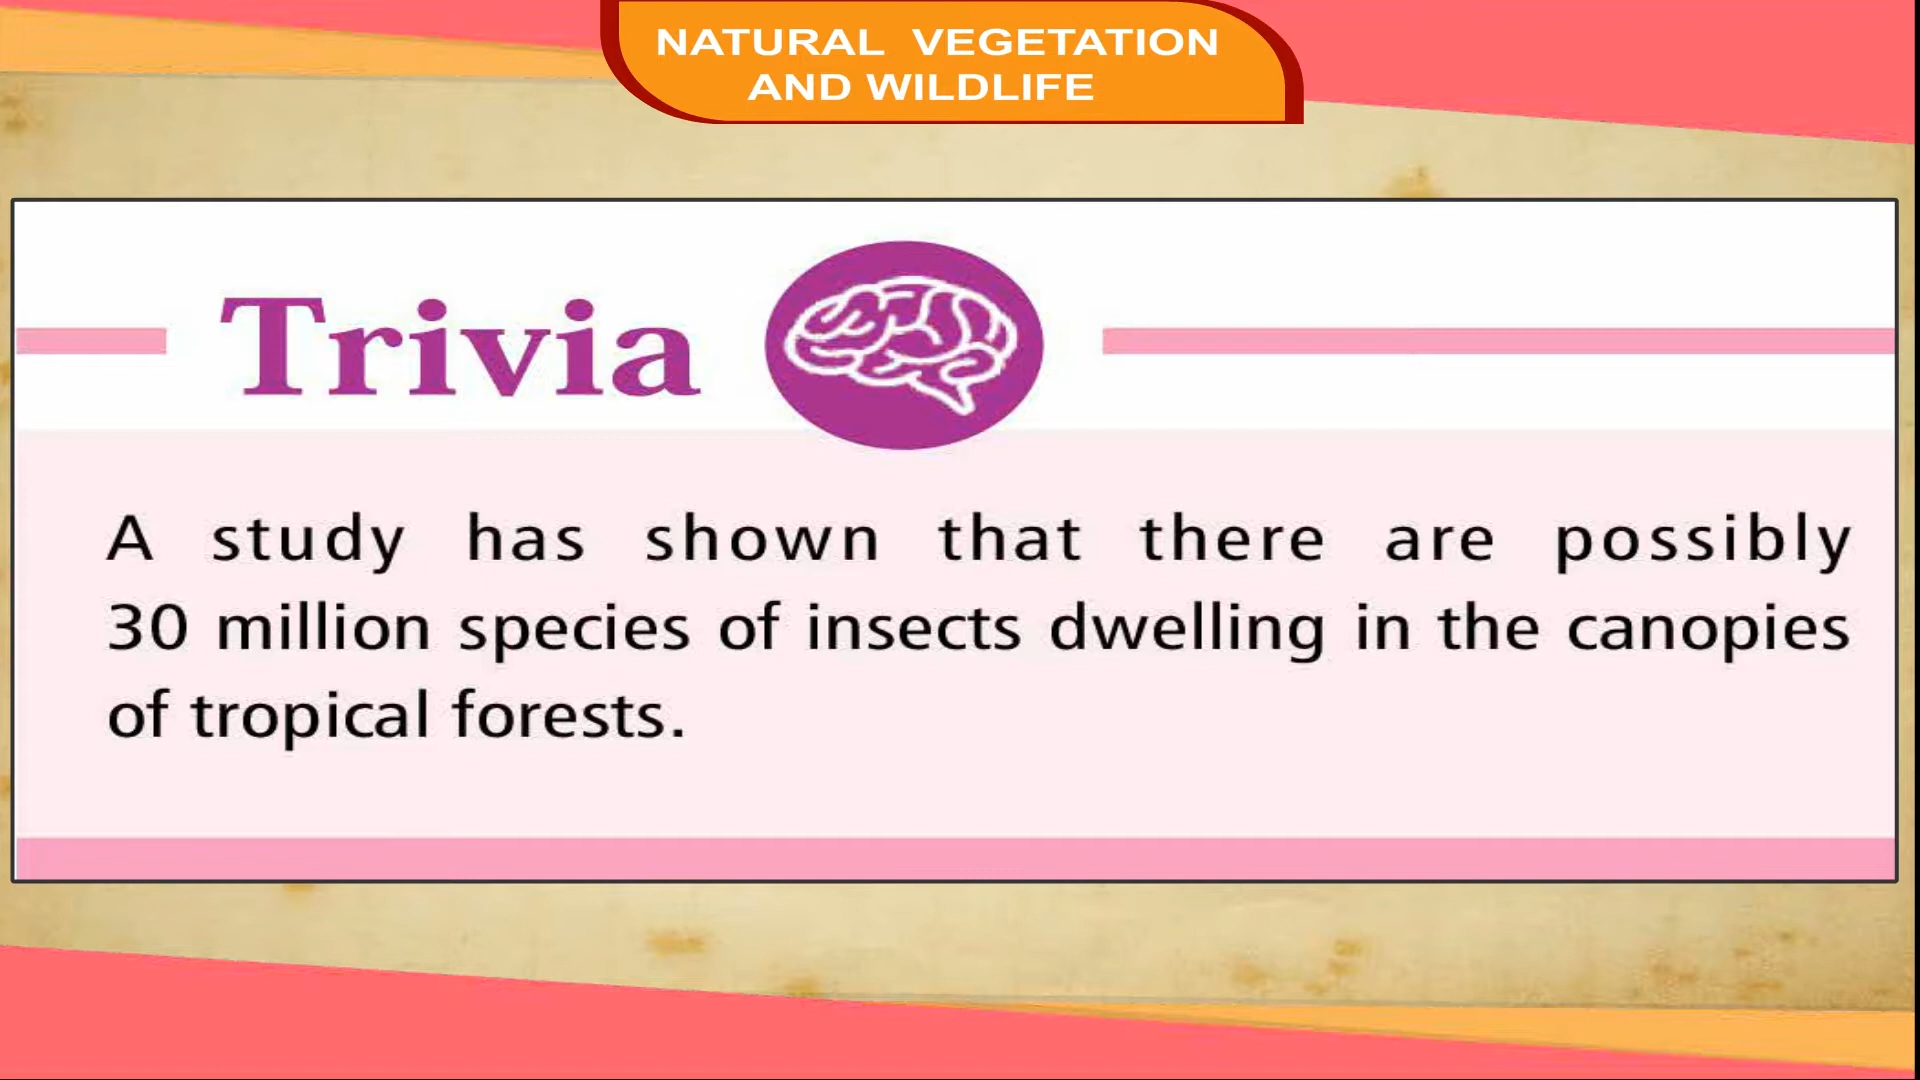 NATURAL VEGETATION
AND WILDLIFE
Trivia
A study has shown that there are possibly
30 million species of insects dwelling in the canopies
of tropical forests.